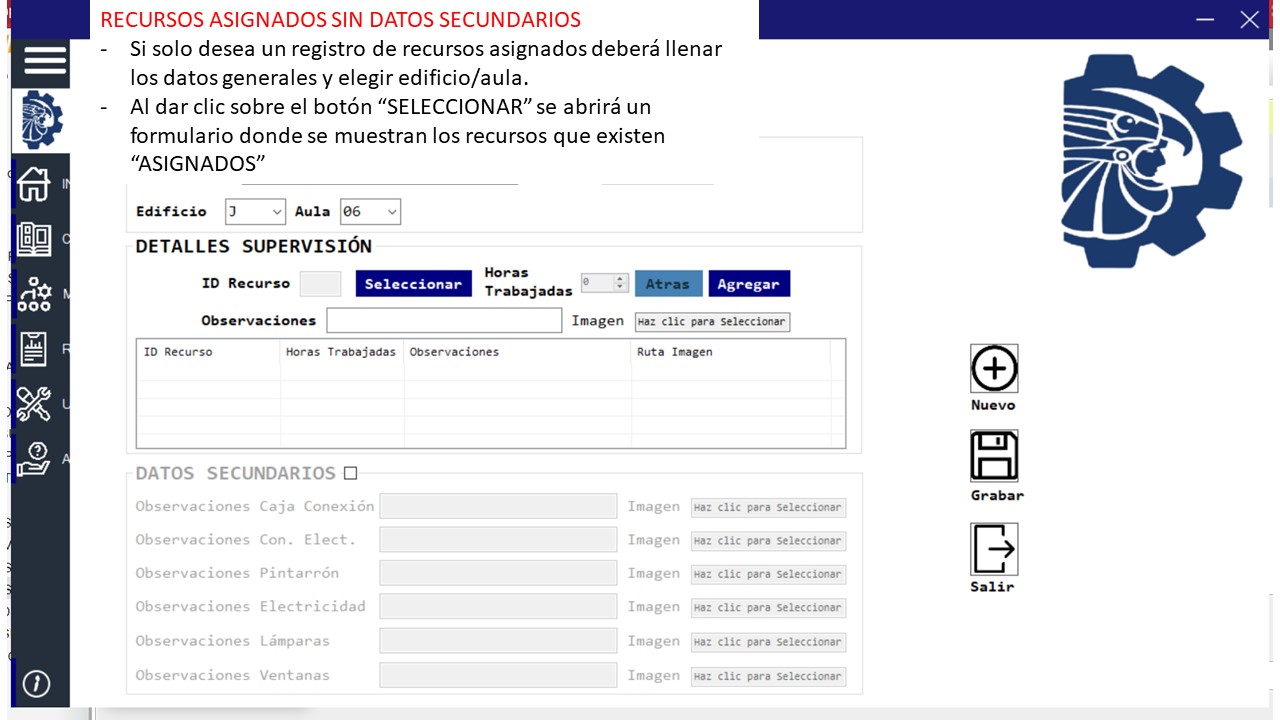 RECURSOS ASIGNADOS SIN DATOS SECUNDARIOS
- Si solo desea un registro de recursos asignados deberá llenar
los datos generales y elegir edificio/aula.
- Al dar clic sobre el botón “SELECCIONAR” se abrirá un
formulario donde se muestran los recursos que existen
“ASIGNADOS”
Edificio J Aula 06
DETALLES SUPERVISIÓN
ID Recurso Seleccionar Horas Trabajadas 0 Atras Agregar
Observaciones Imagen Haz clic para Seleccionar
ID Recurso Horas Trabajadas Observaciones Ruta Imagen
DATOS SECUNDARIOS
Observaciones Caja Conexión Imagen Haz clic para Seleccionar
Observaciones Con. Elect. Imagen Haz clic para Seleccionar
Observaciones Pintarrón Imagen Haz clic para Seleccionar
Observaciones Electricidad Imagen Haz clic para Seleccionar
Observaciones Lámparas Imagen Haz clic para Seleccionar
Observaciones Ventanas Imagen Haz clic para Seleccionar
Nuevo
Grabar
Salir